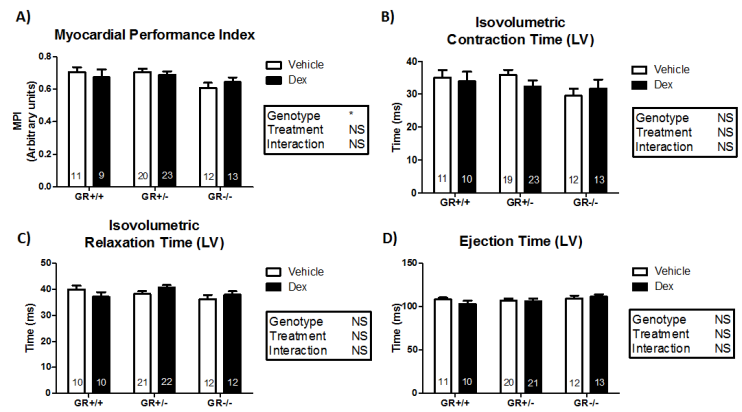 A)
Myocardial Performance Index
MPI
(Arbitrary units)
0.8
0.6
0.4
0.2
0.0
11 9 20 23 12 13
GR+/+ GR+/- GR-/-
Vehicle
Dex
Genotype *
Treatment NS
Interaction NS
B)
Isovolumetric
Contraction Time (LV)
Time (ms)
40
30
20
10
0
11 10 19 23 12 13
GR+/+ GR+/- GR-/-
Vehicle
Dex
Genotype NS
Treatment NS
Interaction NS
C)
Isovolumetric
Relaxation Time (LV)
Time (ms)
50
40
30
20
10
0
10 10 21 22 12 12
GR+/+ GR+/- GR-/-
Vehicle
Dex
Genotype NS
Treatment NS
Interaction NS
D)
Ejection Time (LV)
Time (ms)
150
100
50
0
11 10 20 21 12 13
GR+/+ GR+/- GR-/-
Vehicle
Dex
Genotype NS
Treatment NS
Interaction NS